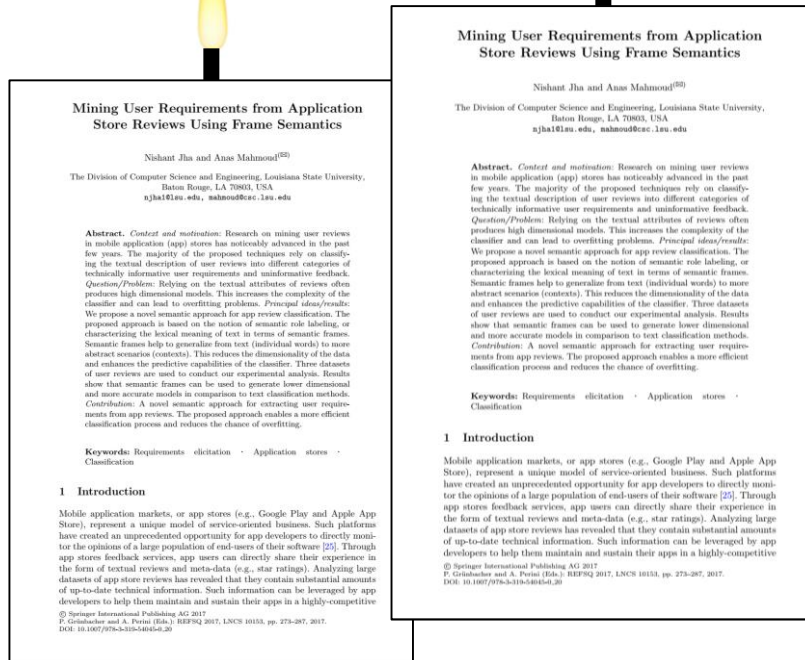 Mining User Requirements from Application
Store Reviews Using Frame Semantics
Nishant Jha and Anas Mahmoud(✉)
The Division of Computer Science and Engineering, Louisiana State University,
Baton Rouge, LA 70803, USA
njha1@lsu.edu, mahmoud@csc.lsu.edu
Abstract. Context and motivation: Research on mining user reviews
in mobile application (app) stores has noticeably advanced in the past
few years. The majority of the proposed techniques rely on classify-
ing the textual description of user reviews into different categories of
technically informative user requirements and uninformative feedback.
Question/Problem: Relying on the textual attributes of reviews often
produces high dimensional models. This increases the complexity of the
classifier and can lead to overfitting problems. Principal ideas/results:
We propose a novel semantic approach for app review classification. The
proposed approach is based on the notion of semantic role labeling, or
characterizing the lexical meaning of text in terms of semantic frames.
Semantic frames help to generalize from text (individual words) to more
abstract scenarios (contexts). This reduces the dimensionality of the data
and enhances the predictive capabilities of the classifier. Three datasets
of user reviews are used to conduct our experimental analysis. Results
show that semantic frames can be used to generate lower dimensional
and more accurate models in comparison to text classification methods.
Contribution: A novel semantic approach for extracting user require-
ments from app reviews. The proposed approach enables a more efficient
classification process and reduces the chance of overfitting.
Keywords: Requirements elicitation · Application stores ·
Classification
1 Introduction
Mobile application markets, or app stores (e.g., Google Play and Apple App
Store), represent a unique model of service-oriented business. Such platforms
have created an unprecedented opportunity for app developers to directly moni-
tor the opinions of a large population of end-users of their software [25]. Through
app stores feedback services, app users can directly share their experience in
the form of textual reviews and meta-data (e.g., star ratings). Analyzing large
datasets of app store reviews has revealed that they contain substantial amounts
of up-to-date technical information. Such information can be leveraged by app
developers to help them maintain and sustain their apps in a highly-competitive
© Springer International Publishing AG 2017
P. Grünbacher and A. Perini (Eds.): REFSQ 2017, LNCS 10153, pp. 273–287, 2017.
DOI: 10.1007/978-3-319-54045-0_20
Mining User Requirements from Application
Store Reviews Using Frame Semantics
Nishant Jha and Anas Mahmoud(✉)
The Division of Computer Science and Engineering, Louisiana State University,
Baton Rouge, LA 70803, USA
njha1@lsu.edu, mahmoud@csc.lsu.edu
Abstract. Context and motivation: Research on mining user reviews
in mobile application (app) stores has noticeably advanced in the past
few years. The majority of the proposed techniques rely on classify-
ing the textual description of user reviews into different categories of
technically informative user requirements and uninformative feedback.
Question/Problem: Relying on the textual attributes of reviews often
produces high dimensional models. This increases the complexity of the
classifier and can lead to overfitting problems. Principal ideas/results:
We propose a novel semantic approach for app review classification. The
proposed approach is based on the notion of semantic role labeling, or
characterizing the lexical meaning of text in terms of semantic frames.
Semantic frames help to generalize from text (individual words) to more
abstract scenarios (contexts). This reduces the dimensionality of the data
and enhances the predictive capabilities of the classifier. Three datasets
of user reviews are used to conduct our experimental analysis. Results
show that semantic frames can be used to generate lower dimensional
and more accurate models in comparison to text classification methods.
Contribution: A novel semantic approach for extracting user require-
ments from app reviews. The proposed approach enables a more efficient
classification process and reduces the chance of overfitting.
Keywords: Requirements elicitation · Application stores ·
Classification
1 Introduction
Mobile application markets, or app stores (e.g., Google Play and Apple App
Store), represent a unique model of service-oriented business. Such platforms
have created an unprecedented opportunity for app developers to directly moni-
tor the opinions of a large population of end-users of their software [25]. Through
app stores feedback services, app users can directly share their experience in
the form of textual reviews and meta-data (e.g., star ratings). Analyzing large
datasets of app store reviews has revealed that they contain substantial amounts
of up-to-date technical information. Such information can be leveraged by app
developers to help them maintain and sustain their apps in a highly-competitive
© Springer International Publishing AG 2017
P. Grünbacher and A. Perini (Eds.): REFSQ 2017, LNCS 10153, pp. 273–287, 2017.
DOI: 10.1007/978-3-319-54045-0_20